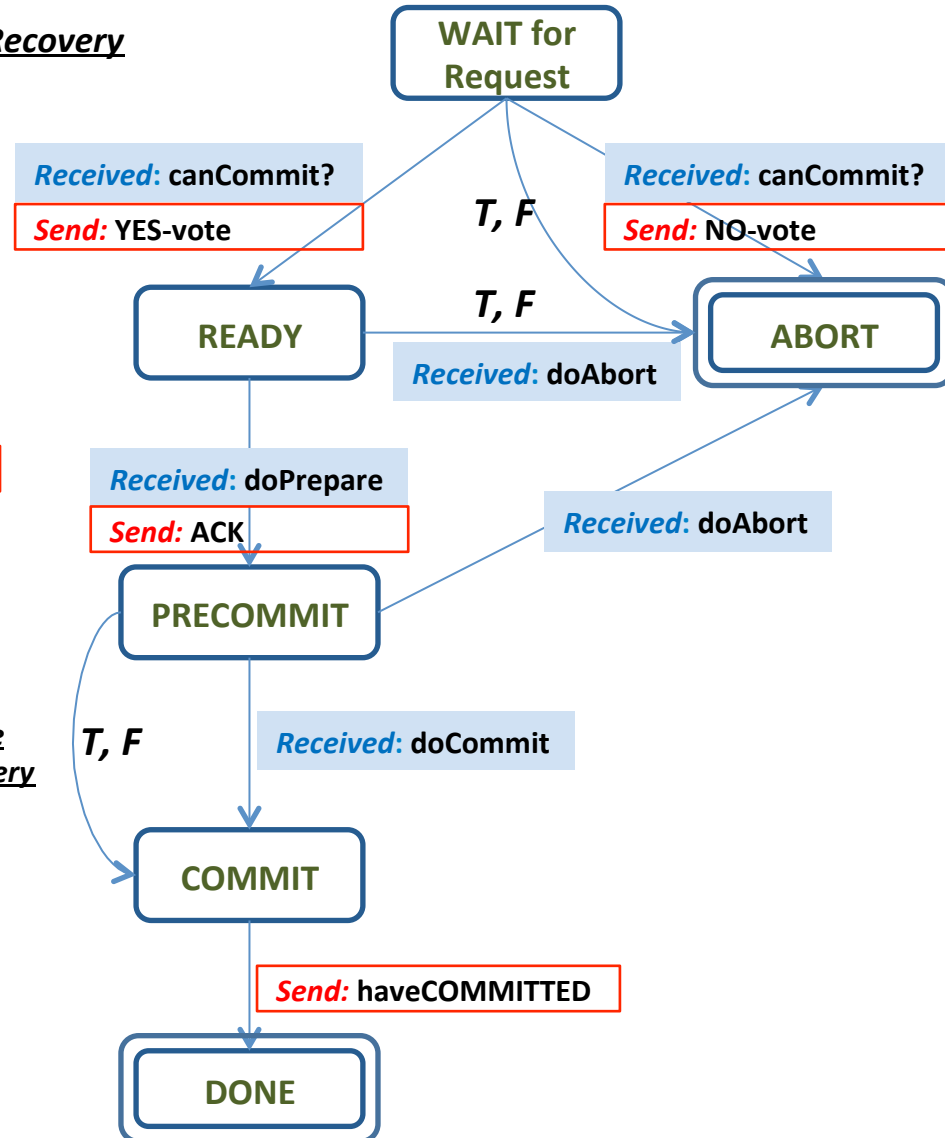 Recovery
WAIT for
Request
Received: canCommit?
Send: YES-vote
T, F
Received: canCommit?
Send: NO-vote
READY
T, F
ABORT
Received: doAbort
Received: doPrepare
Send: ACK
Received: doAbort
PRECOMMIT
T, F
Received: doCommit
COMMIT
Send: haveCOMMITTED
DONE